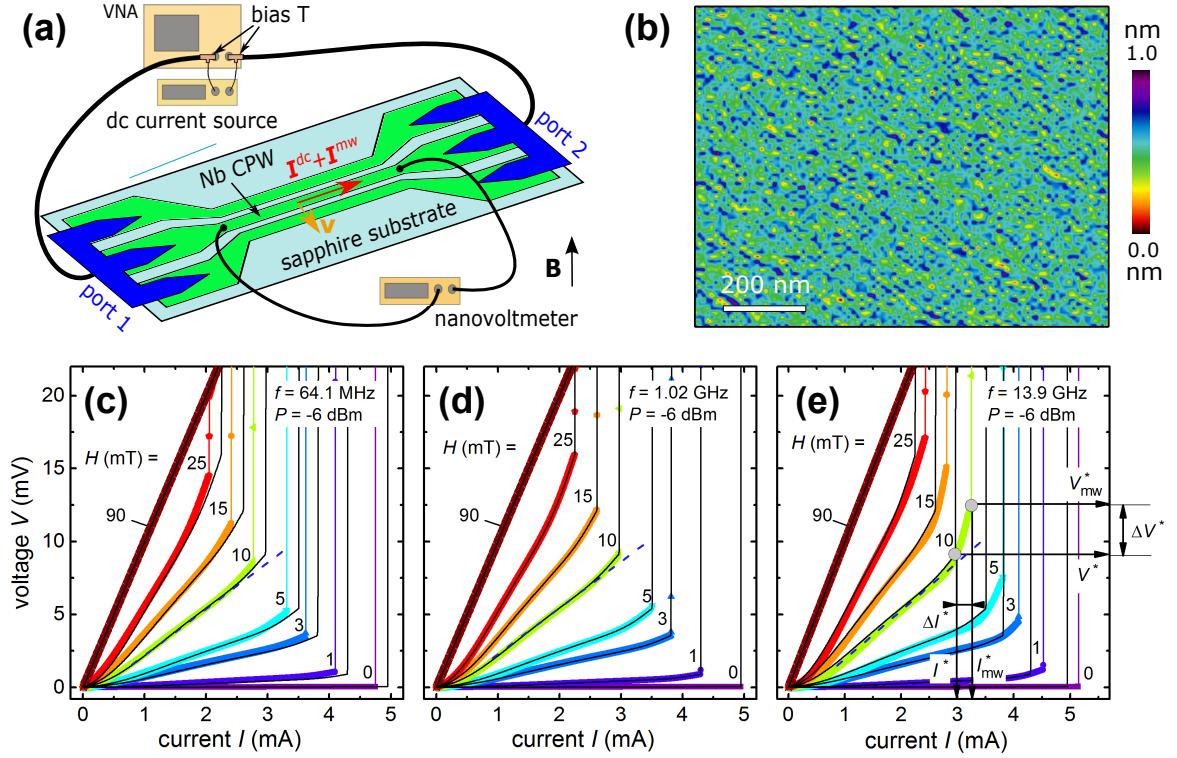 (a)
VNA
bias T
dc current source
Nb CPW
I^dc+I^mw
v
port 2
sapphire substrate
B
port 1
nanovoltmeter
(b)
nm
1.0
200 nm
0.0
nm
(c)
f = 64.1 MHz
P = -6 dBm
H (mT) =
25
15
90
10
5
3
1
0
voltage V (mV)
20
15
10
5
0
0 1 2 3 4 5
current I (mA)
(d)
f = 1.02 GHz
P = -6 dBm
H (mT) =
25
15
90
10
5
3
1
0
0 1 2 3 4 5
current I (mA)
(e)
f = 13.9 GHz
P = -6 dBm
H (mT) =
25
15
90
10
5
3
1
0
V*mw
ΔV*
V*
ΔI*
I*
I*mw
0 1 2 3 4 5
current I (mA)